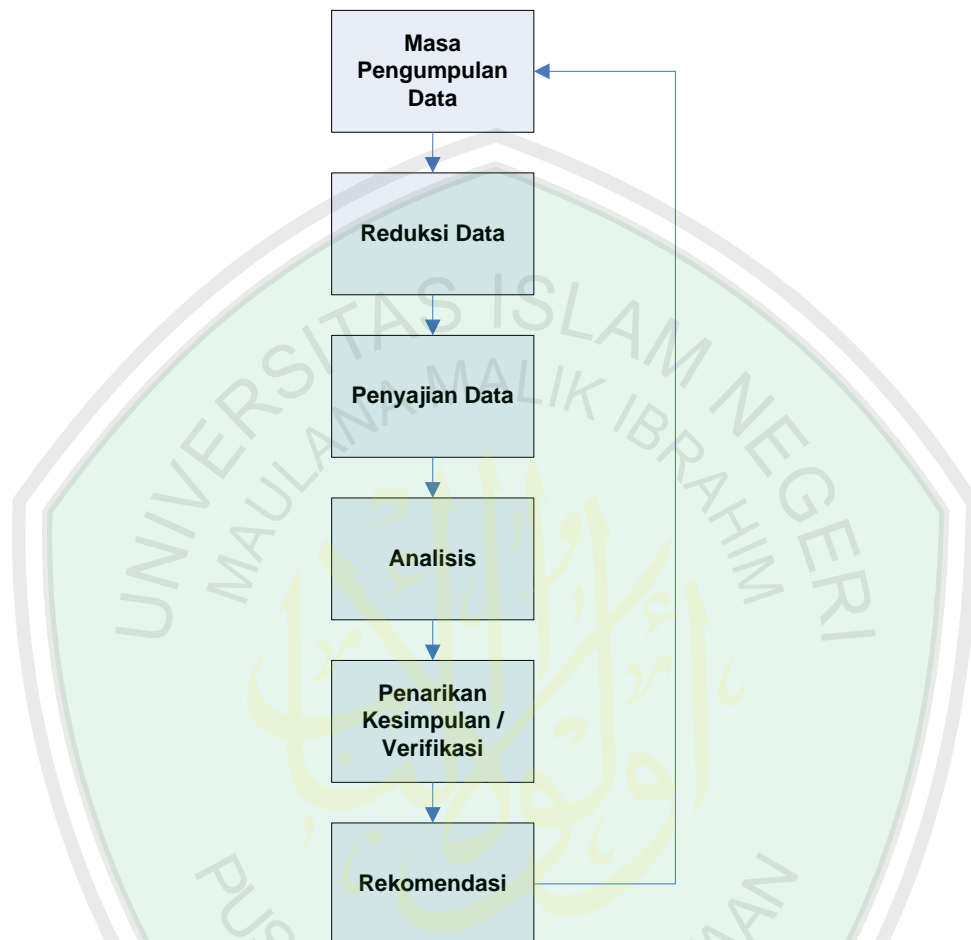 Masa
Pengumpulan
Data
Reduksi Data
Penyajian Data
Analisis
Penarikan
Kesimpulan /
Verifikasi
Rekomendasi
UNIVERSITAS ISLAM NEGERI
MAULANA MALIK IBRAHIM